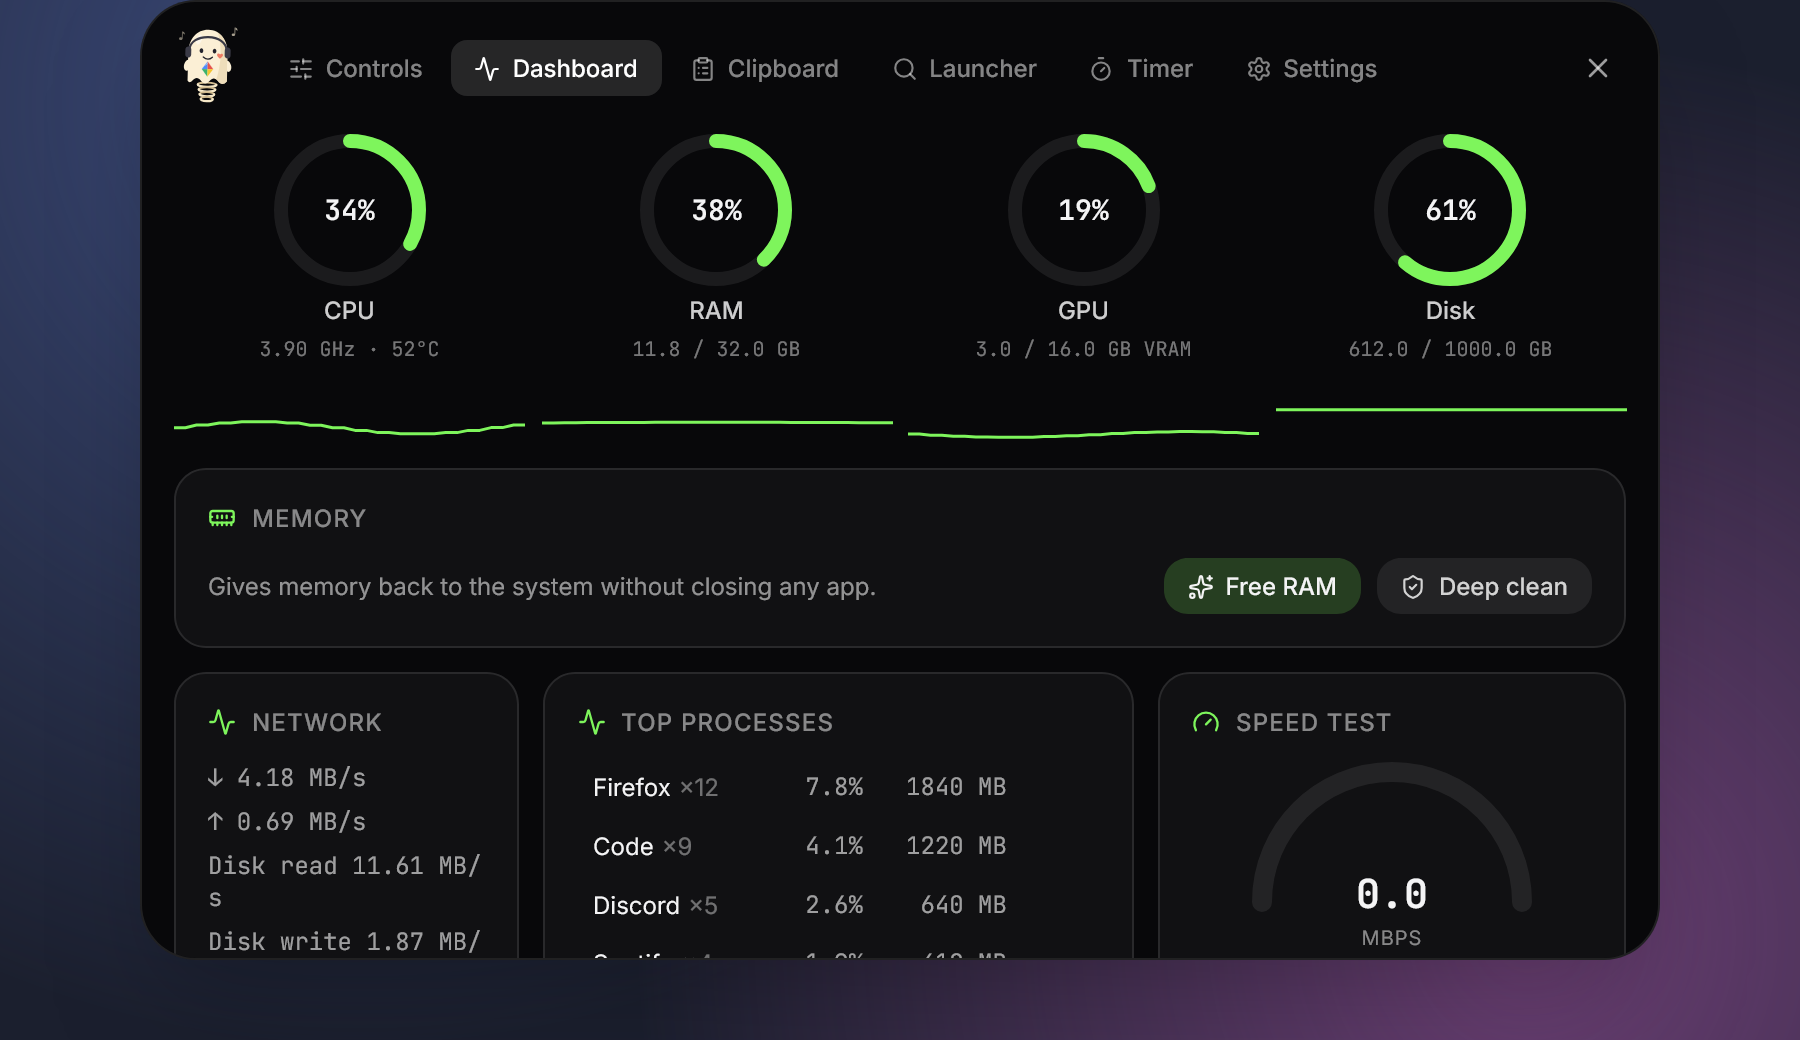 Controls
Dashboard
Clipboard
Launcher
Timer
Settings
34%
38%
19%
61%
CPU
RAM
GPU
Disk
3.90 GHz · 52°C
11.8 / 32.0 GB
3.0 / 16.0 GB VRAM
612.0 / 1000.0 GB
MEMORY
Gives memory back to the system without closing any app.
Free RAM
Deep clean
NETWORK
↓ 4.18 MB/s
↑ 0.69 MB/s
Disk read 11.61 MB/
s
Disk write 1.87 MB/
TOP PROCESSES
Firefox ×12 7.8% 1840 MB
Code ×9 4.1% 1220 MB
Discord ×5 2.6% 640 MB
SPEED TEST
0.0
MBPS